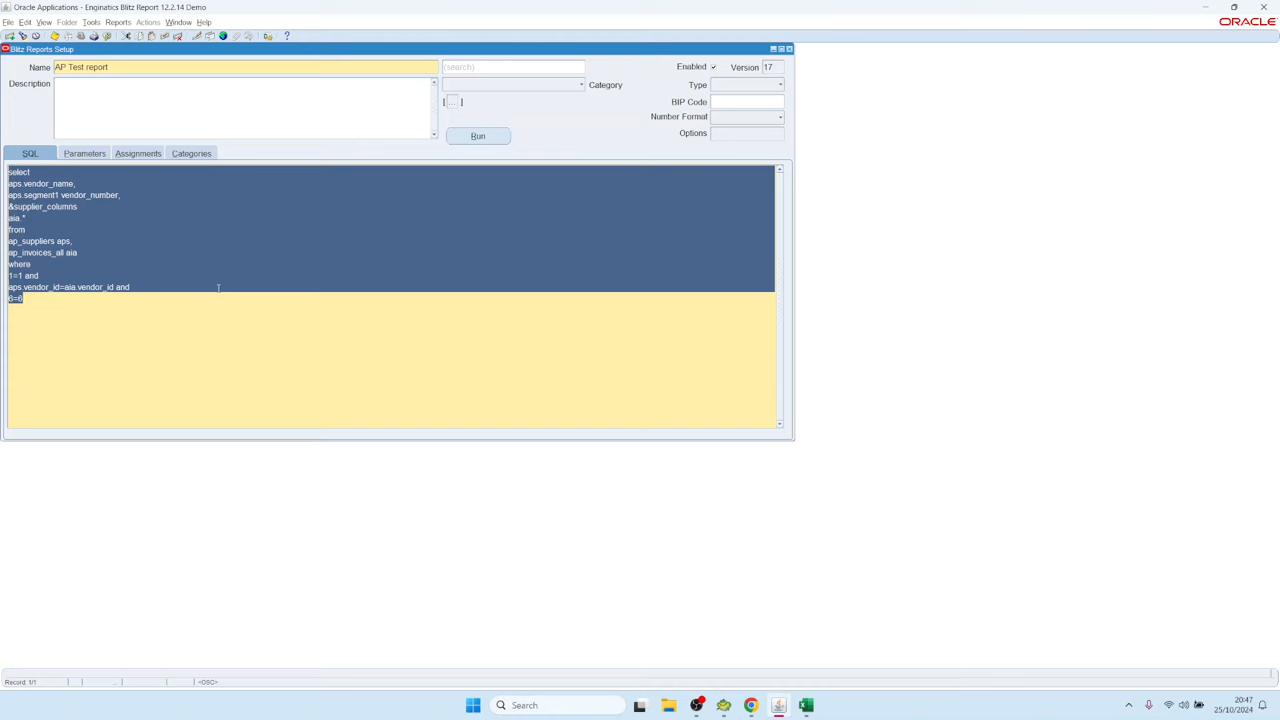 Oracle Applications - Enginatics Blitz Report 12.2.14 Demo
File Edit View Folder Tools Reports Actions Window Help
ORACLE
Blitz Reports Setup
Name AP Test report (search) Enabled Version 17
Description Category Type
[ ... ] BIP Code
Number Format
Run Options
SQL Parameters Assignments Categories
select
aps.vendor_name,
aps.segment1 vendor_number,
&supplier_columns
aia.*
from
ap_suppliers aps,
ap_invoices_all aia
where
1=1 and
aps.vendor_id=aia.vendor_id and
6=6
Record: 1/1 ... <OSC>
Search
20:47
25/10/2024